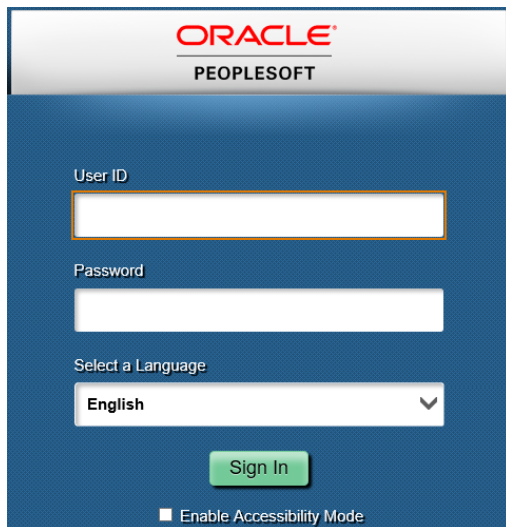 ORACLE
PEOPLESOFT
User ID
Password
Select a Language
English
Sign In
Enable Accessibility Mode